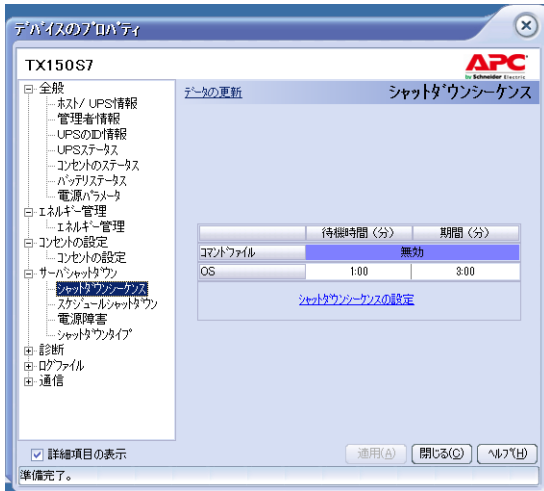 デバイスのプロパティ
TX150S7
APC
by Schneider Electric
全般
ホスト/ UPS情報
管理者情報
UPSのID情報
UPSステータス
コンセントのステータス
バッテリステータス
電源パラメータ
エネルギー管理
エネルギー管理
コンセントの設定
コンセントの設定
サーバシャットダウン
シャットダウンシーケンス
スケジュールシャットダウン
電源障害
シャットダウンタイプ
診断
ログファイル
通信
詳細項目の表示
データの更新
シャットダウンシーケンス
待機時間（分） 期間（分）
コマンドファイル 無効
OS 1:00 3:00
シャットダウンシーケンスの設定
適用(A) 閉じる(C) ヘルプ(H)
準備完了。